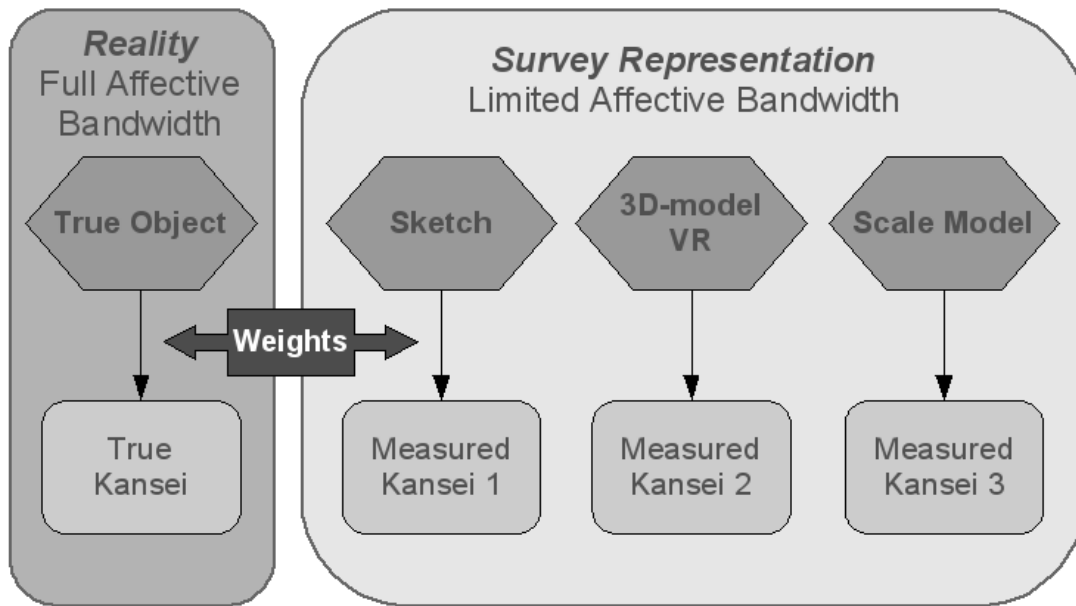 Reality
Full Affective
Bandwidth
True Object
True
Kansei
Weights
Survey Representation
Limited Affective Bandwidth
Sketch
3D-model
VR
Scale Model
Measured
Kansei 1
Measured
Kansei 2
Measured
Kansei 3